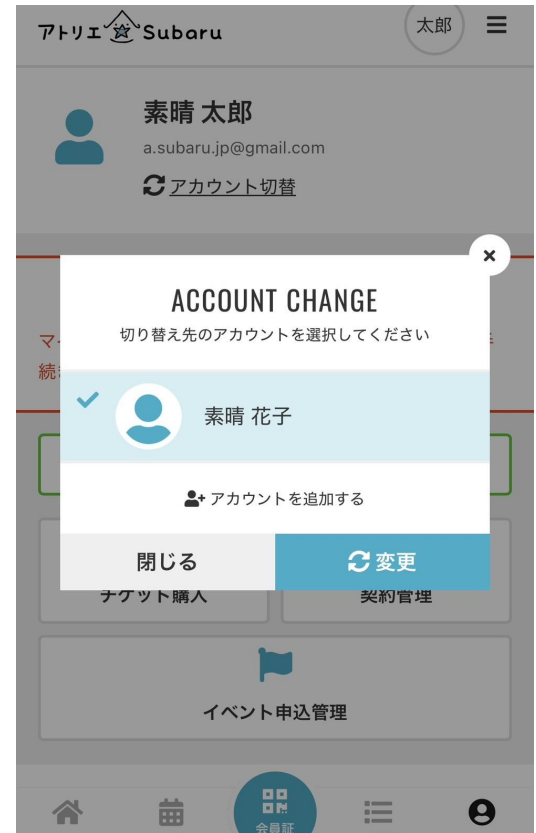 アトリエ Subaru
太郎
素晴 太郎
a.subaru.jp@gmail.com
アカウント切替
ACCOUNT CHANGE
切り替え先のアカウントを選択してください
マ
続
素晴 花子
アカウントを追加する
閉じる
変更
チケット購入
契約管理
イベント申込管理
会員証